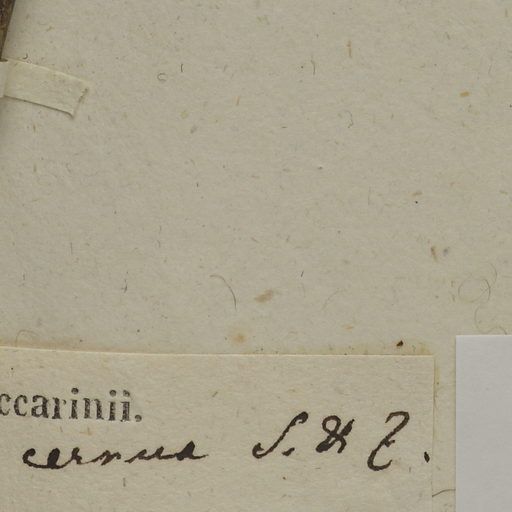 ccarinii.
cernua S. & Z.